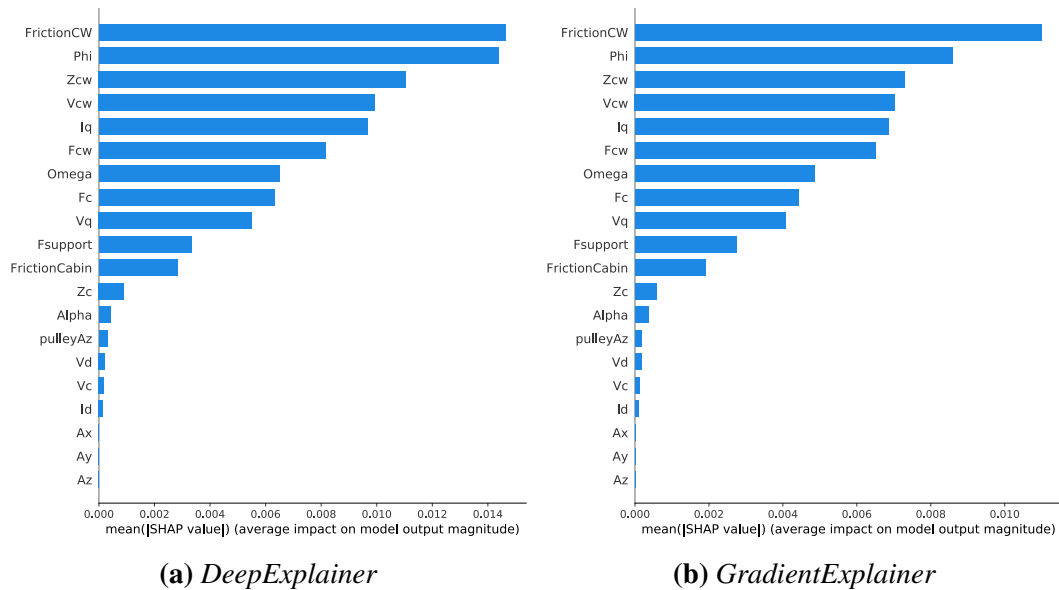 FrictionCW
Phi
Zcw
Vcw
Iq
Fcw
Omega
Fc
Vq
Fsupport
FrictionCabin
Zc
Alpha
pulleyAz
Vd
Vc
Id
Ax
Ay
Az
0.000 0.002 0.004 0.006 0.008 0.010 0.012 0.014
mean(|SHAP value|) (average impact on model output magnitude)
(a) DeepExplainer
FrictionCW
Phi
Zcw
Vcw
Iq
Fcw
Omega
Fc
Vq
Fsupport
FrictionCabin
Zc
Alpha
pulleyAz
Vd
Vc
Id
Ax
Ay
Az
0.000 0.002 0.004 0.006 0.008 0.010
mean(|SHAP value|) (average impact on model output magnitude)
(b) GradientExplainer